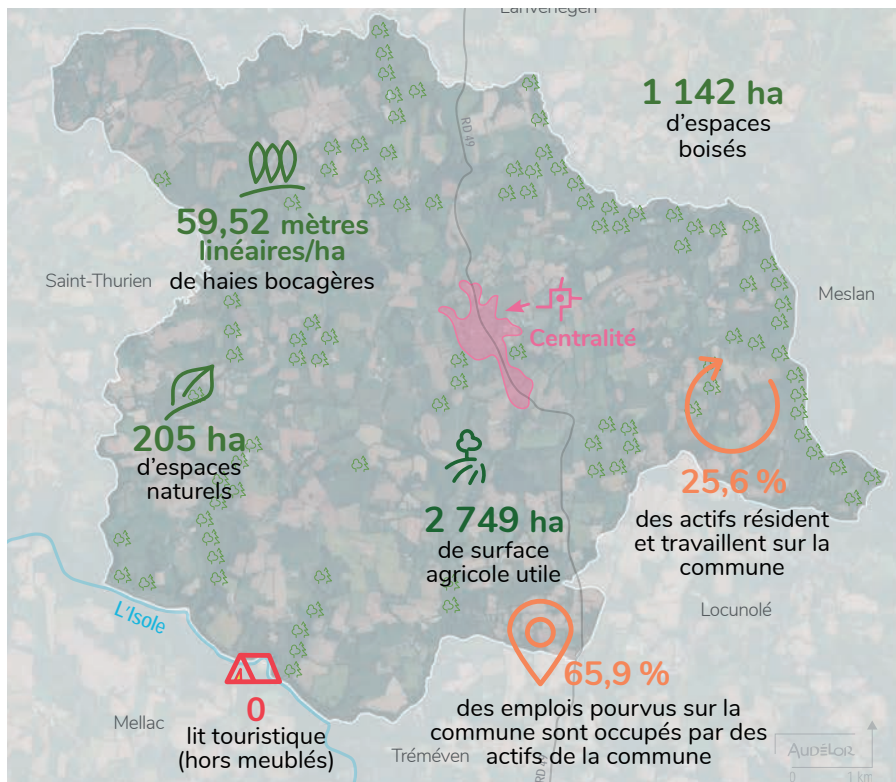 Lanvénégen
1 142 ha
d'espaces
boisés
RD 49
59,52 mètres
linéaires/ha
de haies bocagères
Saint-Thurien
Meslan
Centralité
205 ha
d'espaces
naturels
25,6 %
des actifs résident
et travaillent sur la
commune
2 749 ha
de surface
agricole utile
Locunolé
L'Isole
65,9 %
des emplois pourvus sur la
commune sont occupés par des
actifs de la commune
0
lit touristique
(hors meublés)
Mellac
Tréméven
RD 49
AUDÉLOR
0 1 km